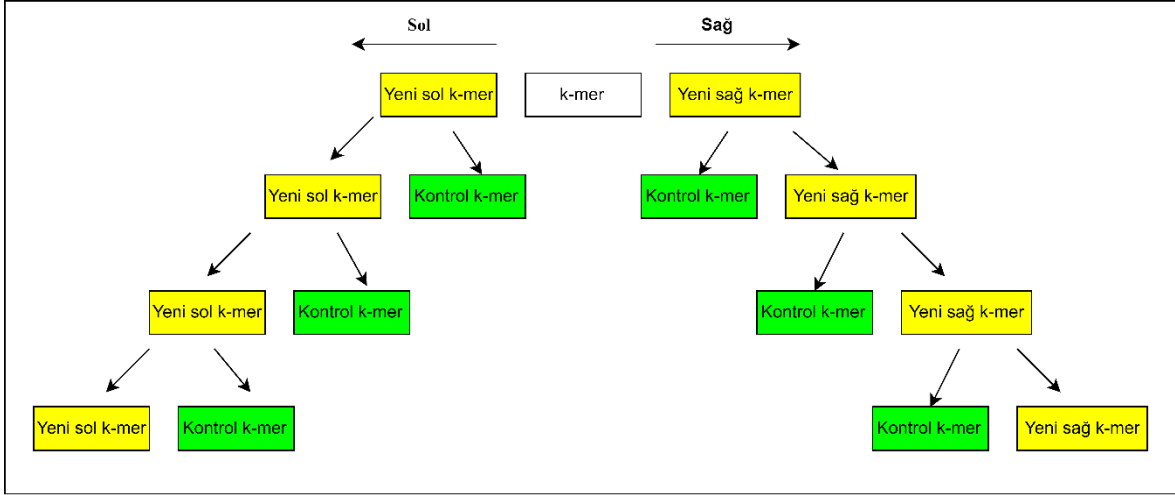 Sol Sağ
Yeni sol k-mer k-mer Yeni sağ k-mer
Yeni sol k-mer Kontrol k-mer Kontrol k-mer Yeni sağ k-mer
Yeni sol k-mer Kontrol k-mer Kontrol k-mer Yeni sağ k-mer
Yeni sol k-mer Kontrol k-mer Kontrol k-mer Yeni sağ k-mer